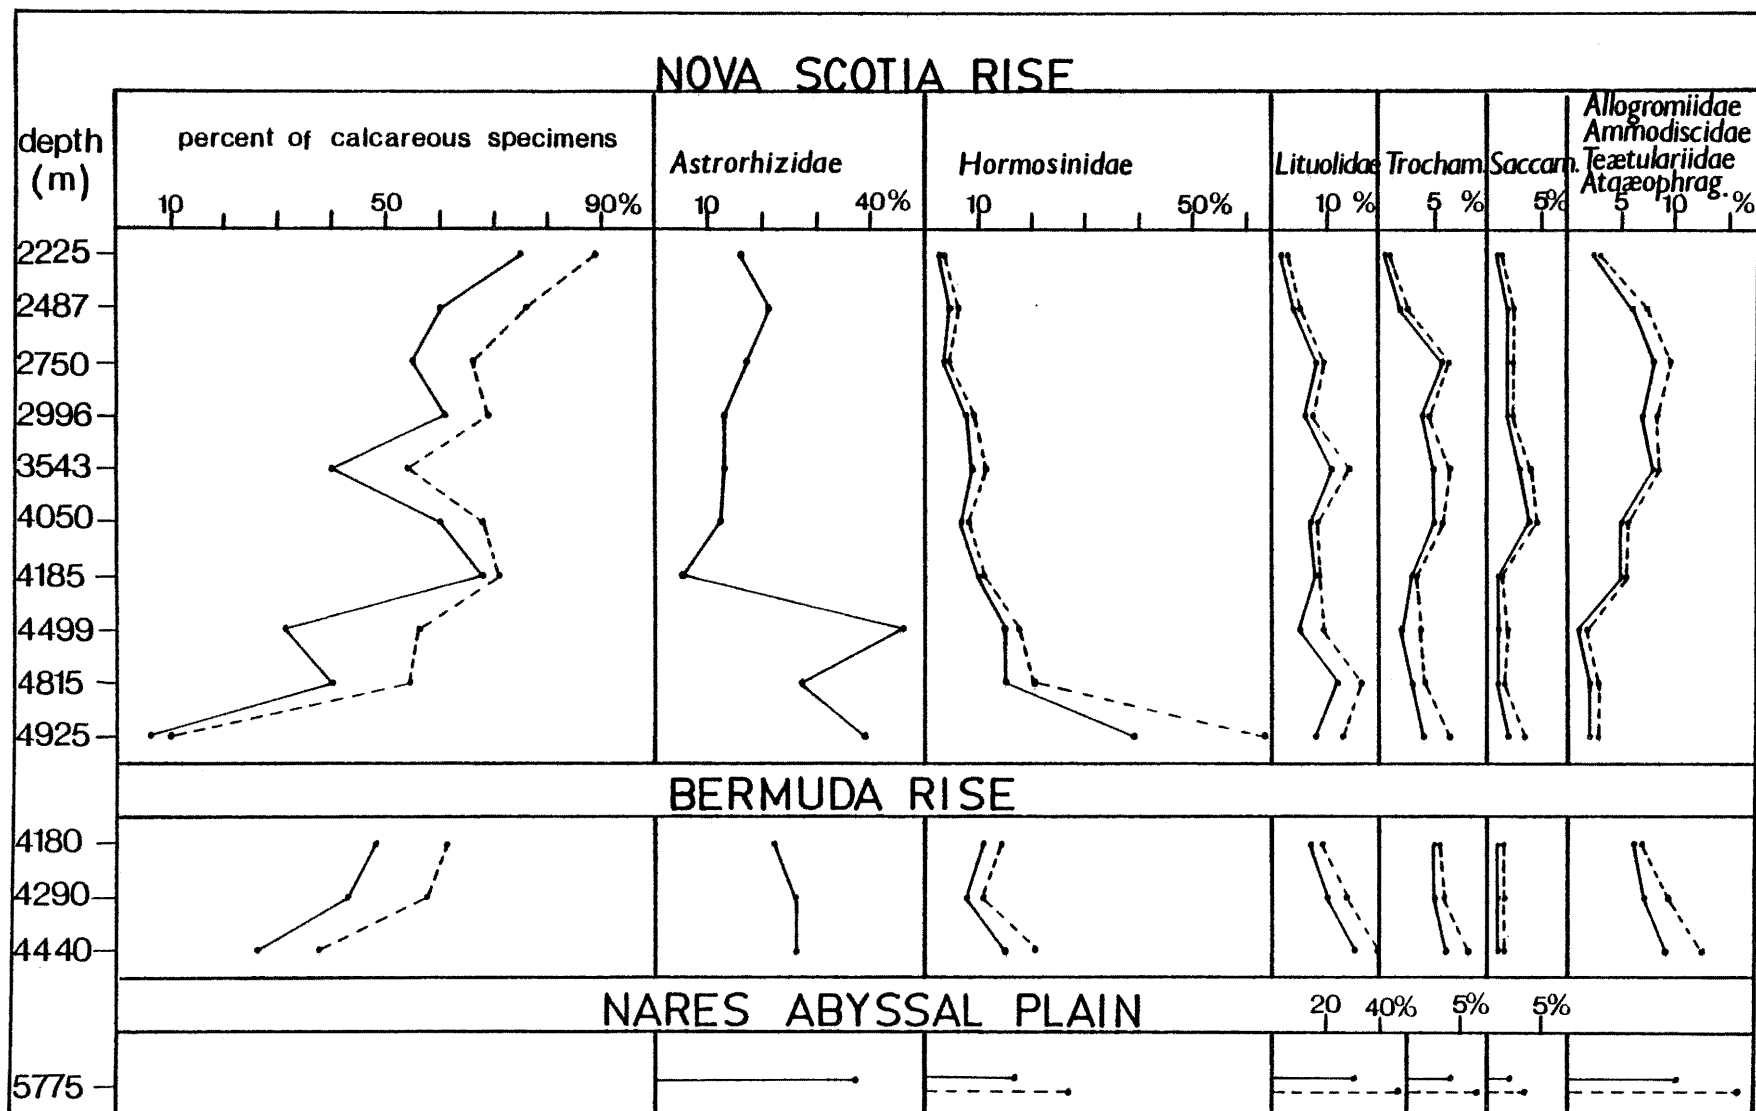 NOVA SCOTIA RISE
depth
(m)
percent of calcareous specimens
10 50 90%
Astrorhizidae
10 40%
Hormosinidae
10 50%
Lituolidae
10 %
Trocham.
5 %
Saccam.
5%
Allogromiidae
Ammodiscidae
Teætulariidae
Ataæophrag.
5 10 %
2225
2487
2750
2996
3543
4050
4185
4499
4815
4925
BERMUDA RISE
4180
4290
4440
NARES ABYSSAL PLAIN
20 40% 5% 5%
5775